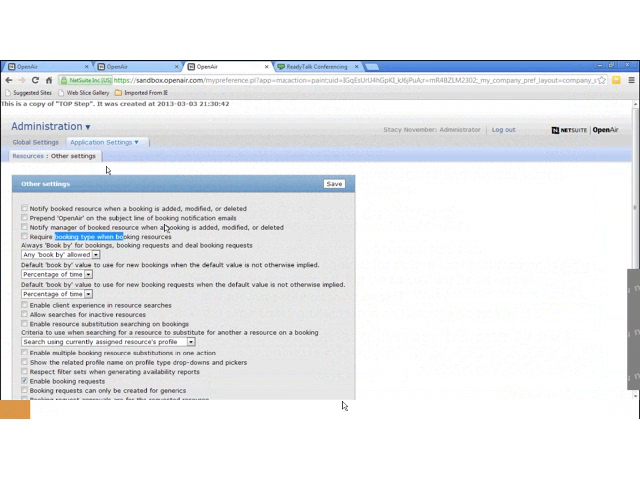 OpenAir
OpenAir
OpenAir
ReadyTalk Conferencing
NetSuite Inc [US]
Suggested Sites
Web Slice Gallery
Imported From IE
This is a copy of "TOP Step". It was created at 2013-03-03 21:30:42
Administration
Stacy November: Administrator
Log out
NETSUITE
OpenAir
Global Settings
Application Settings
Resources : Other settings
Other settings
Save
Notify booked resource when a booking is added, modified, or deleted
Prepend 'OpenAir' on the subject line of booking notification emails
Notify manager of booked resource when a booking is added, modified, or deleted
Require booking type when booking resources
Always 'Book by' for bookings, booking requests and deal booking requests
Any 'book by' allowed
Default 'book by' value to use for new bookings when the default value is not otherwise specified.
Percentage of time
Default 'book by' value to use for new booking requests when the default value is not otherwise specified.
Percentage of time
Enable client experience in resource searches
Allow searches for inactive resources
Enable resource substitution searching on bookings
Criteria to use when searching for a resource to substitute for another a resource on a booking
Search using currently assigned resource's profile
Enable multiple booking resource substitutions in one action
Show the related profile name on profile type drop-downs and pickers
Respect filter sets when generating availability reports
Enable booking requests
Booking requests can only be created for generics